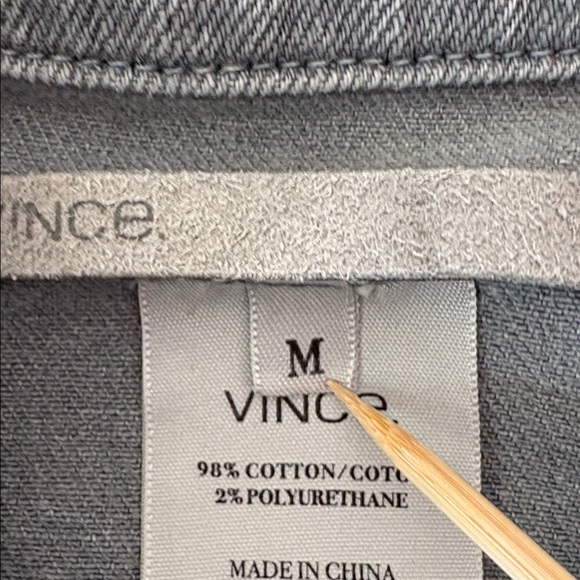 VINCE.
M
VINCE.
98% COTTON/COTO
2% POLYURETHANE
MADE IN CHINA